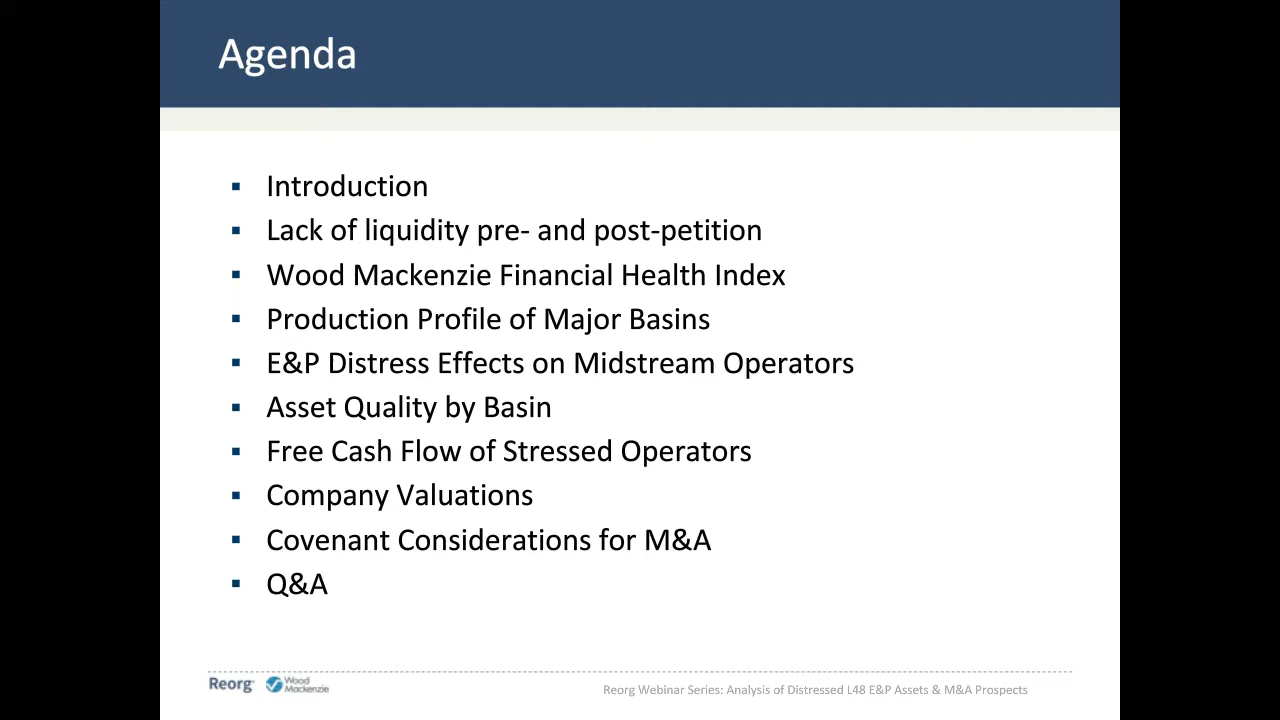 Agenda
▪ Introduction
▪ Lack of liquidity pre- and post-petition
▪ Wood Mackenzie Financial Health Index
▪ Production Profile of Major Basins
▪ E&P Distress Effects on Midstream Operators
▪ Asset Quality by Basin
▪ Free Cash Flow of Stressed Operators
▪ Company Valuations
▪ Covenant Considerations for M&A
▪ Q&A
Reorg
Wood
Mackenzie
Reorg Webinar Series: Analysis of Distressed L48 E&P Assets & M&A Prospects